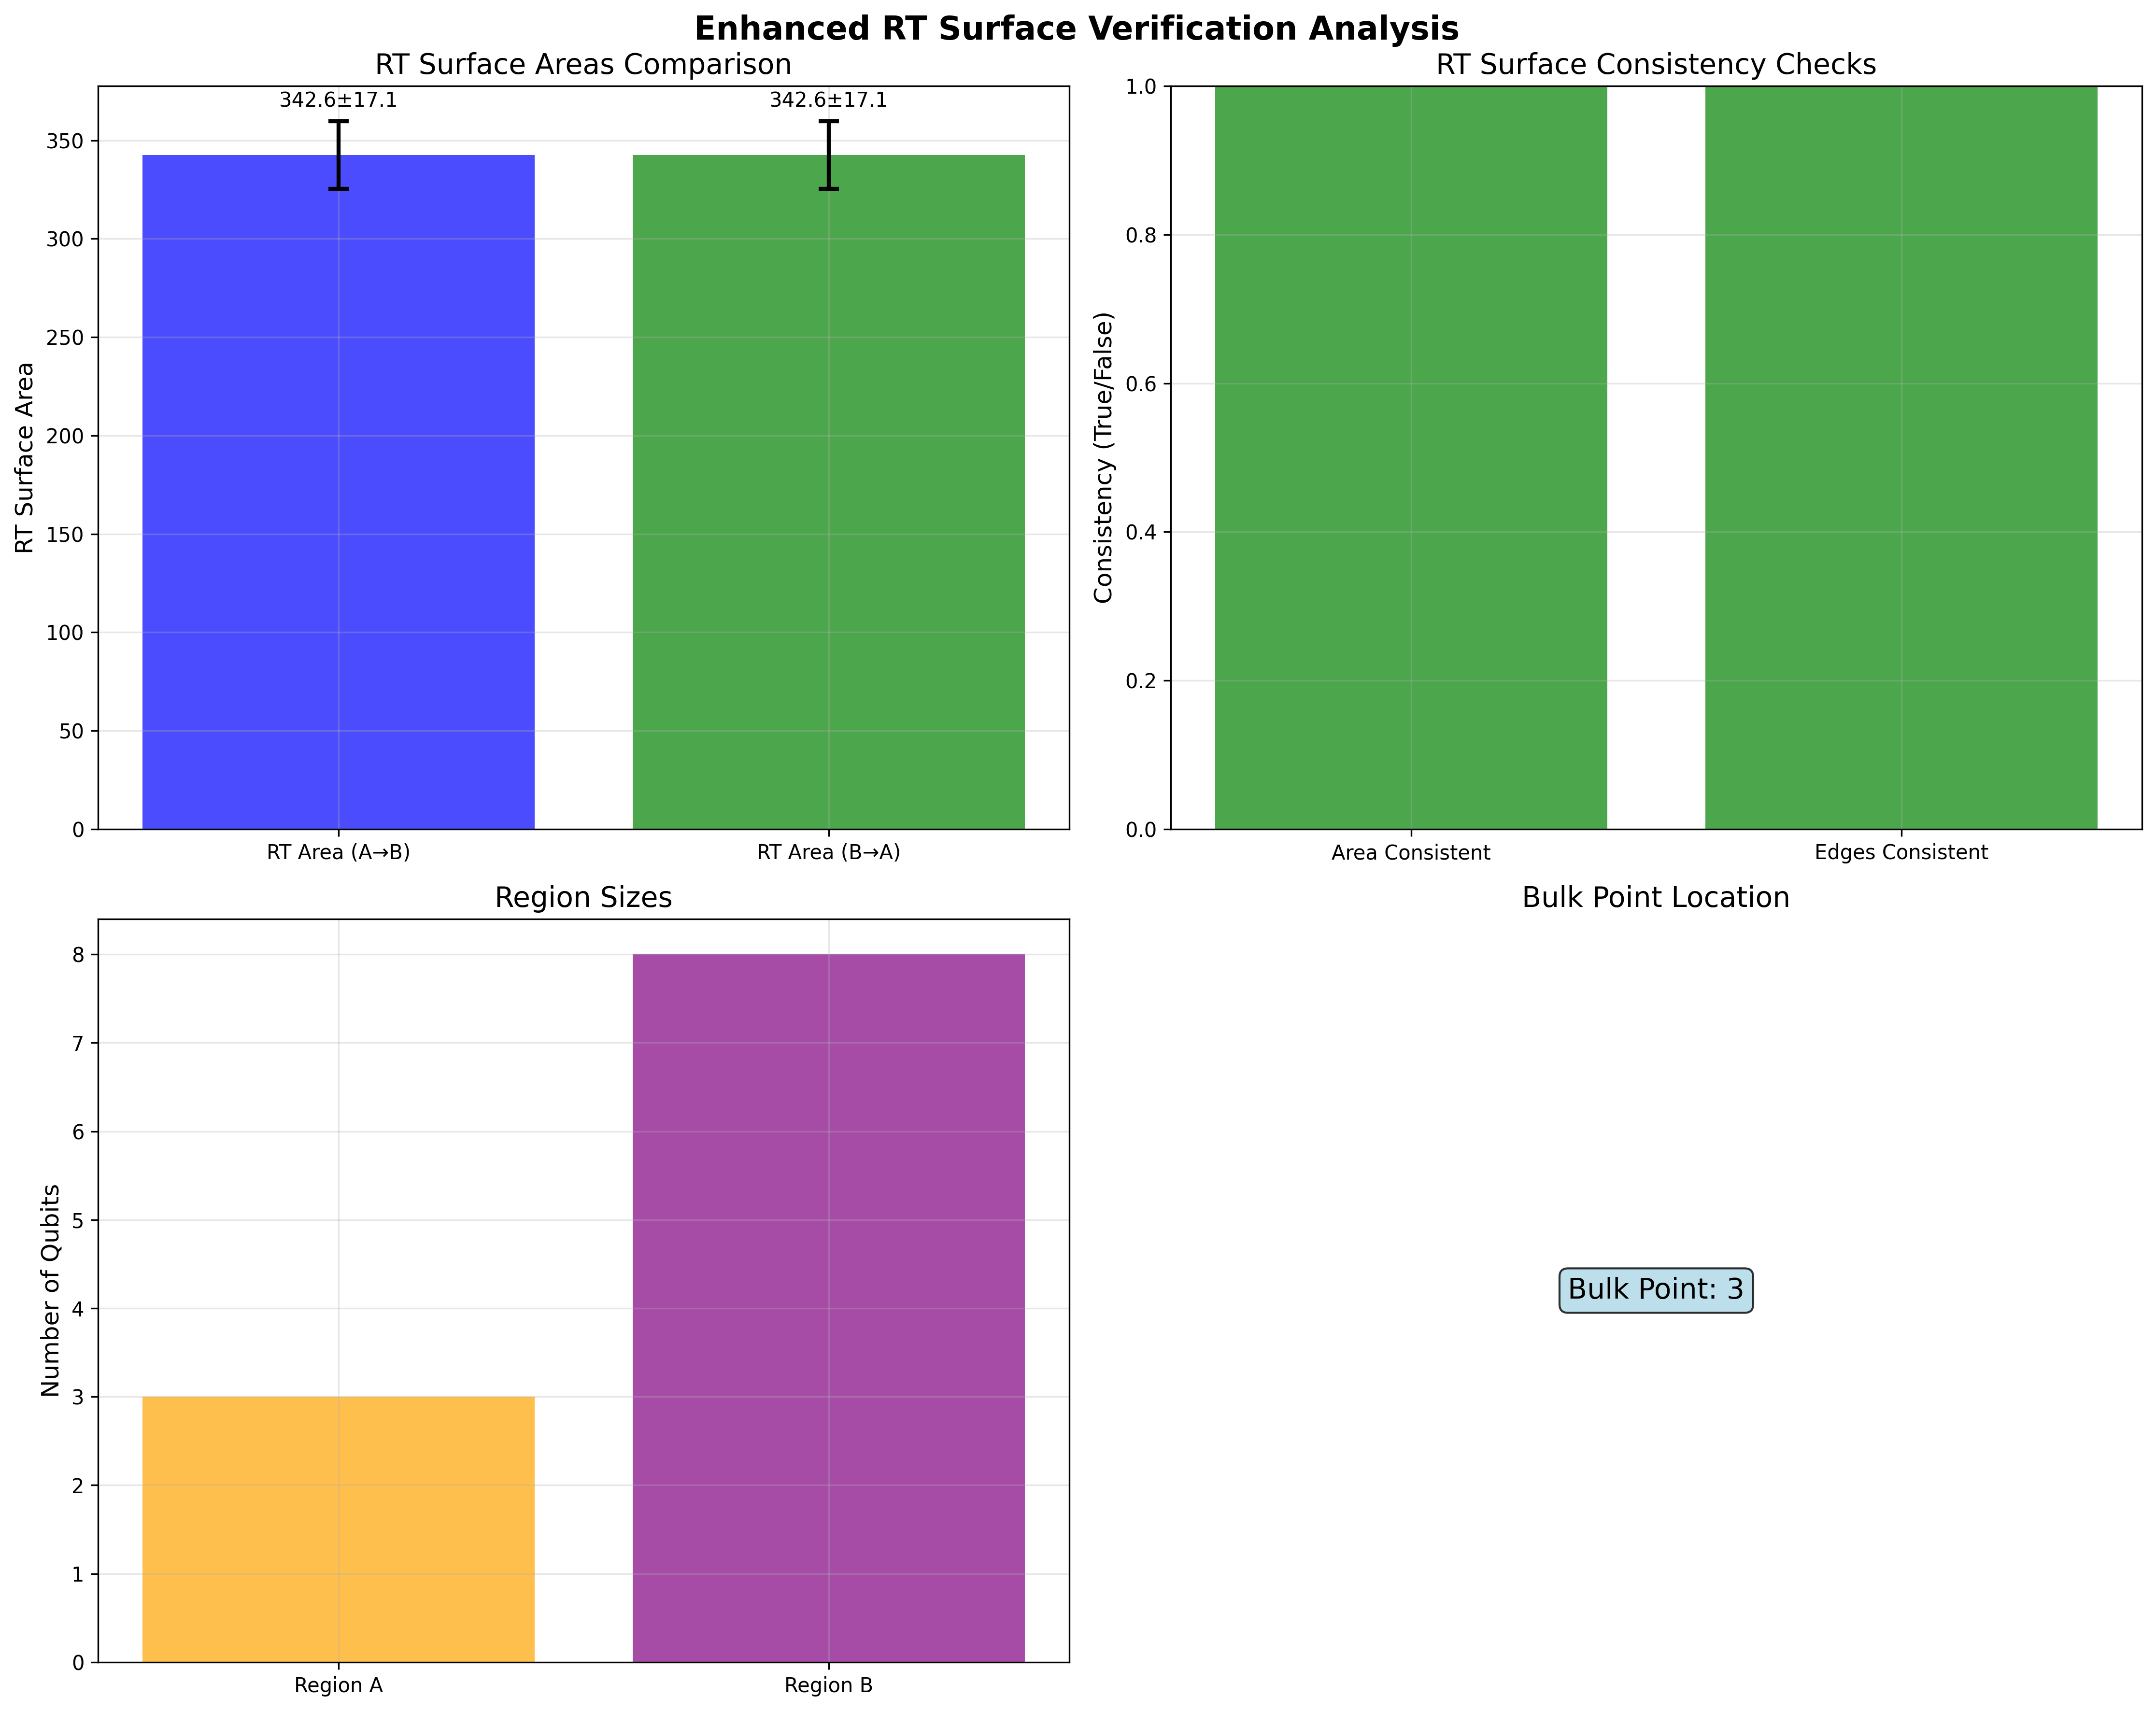 Enhanced RT Surface Verification Analysis
RT Surface Areas Comparison
342.6±17.1
342.6±17.1
RT Surface Area
350
300
250
200
150
100
50
0
RT Area (A→B)
RT Area (B→A)
RT Surface Consistency Checks
Consistency (True/False)
1.0
0.8
0.6
0.4
0.2
0.0
Area Consistent
Edges Consistent
Region Sizes
Number of Qubits
8
7
6
5
4
3
2
1
0
Region A
Region B
Bulk Point Location
Bulk Point: 3